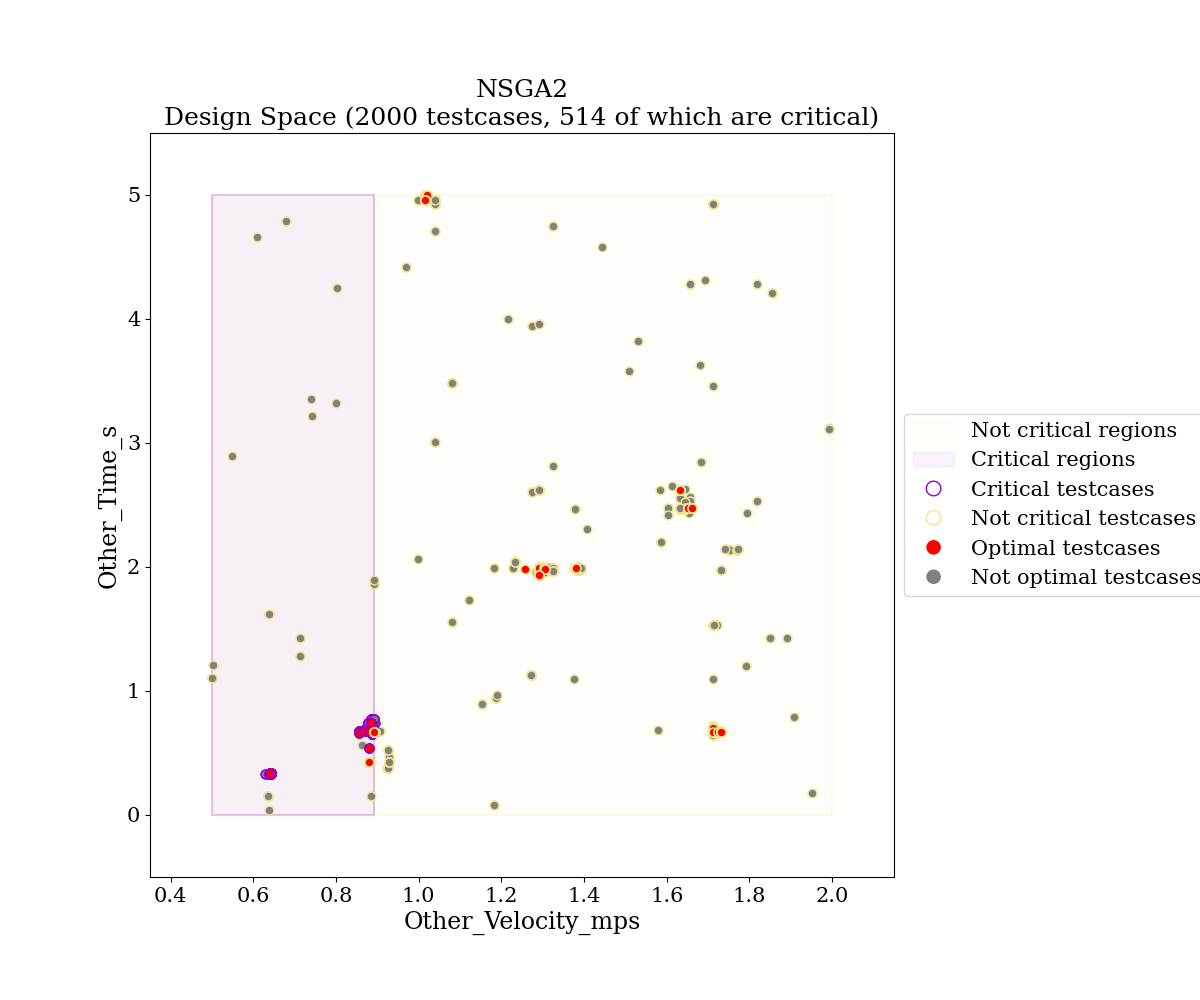 NSGA2
Design Space (2000 testcases, 514 of which are critical)
Other_Time_s
5
4
3
2
1
0
0.4 0.6 0.8 1.0 1.2 1.4 1.6 1.8 2.0
Other_Velocity_mps
Not critical regions
Critical regions
Critical testcases
Not critical testcases
Optimal testcases
Not optimal testcases